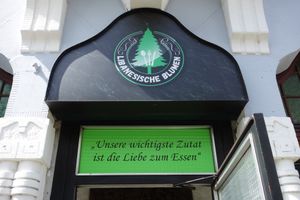 LIBANESISCHE BLUMEN
„Unsere wichtigste Zutat
ist die Liebe zum Essen“